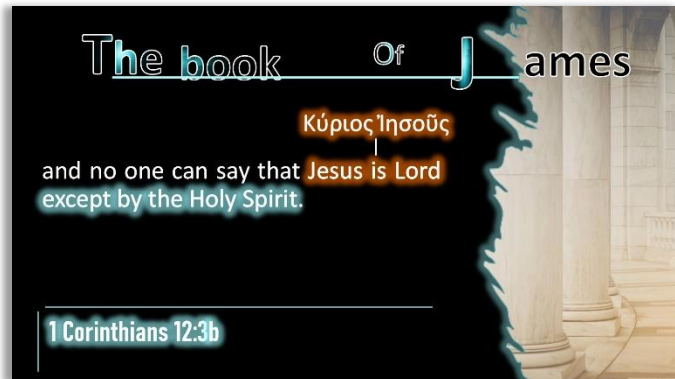 The book Of James
Κύριος Ἰησοῦς
and no one can say that Jesus is Lord
except by the Holy Spirit.
1 Corinthians 12:3b